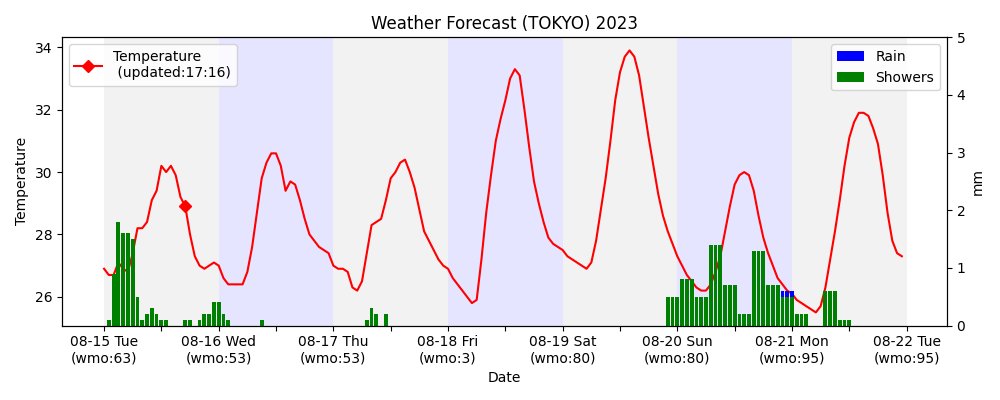 Weather Forecast (TOKYO) 2023
Temperature
(updated:17:16)
Rain
Showers
34
32
30
28
26
Temperature
5
4
3
2
1
0
mm
08-15 Tue
(wmo:63)
08-16 Wed
(wmo:53)
08-17 Thu
(wmo:53)
08-18 Fri
(wmo:3)
08-19 Sat
(wmo:80)
08-20 Sun
(wmo:80)
08-21 Mon
(wmo:95)
08-22 Tue
(wmo:95)
Date